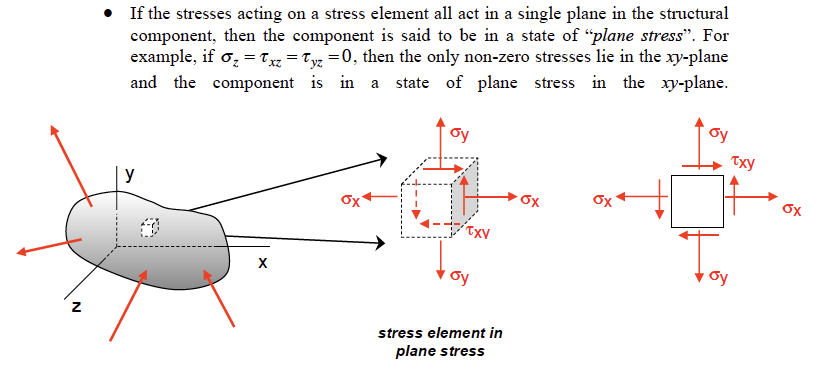 • If the stresses acting on a stress element all act in a single plane in the structural
component, then the component is said to be in a state of “plane stress”. For
example, if σz = τxz = τyz =0, then the only non-zero stresses lie in the xy-plane
and the component is in a state of plane stress in the xy-plane.
y
x
z
σy
σx
σx
τxy
σy
stress element in
plane stress
σy
τxy
σx
σx
σy